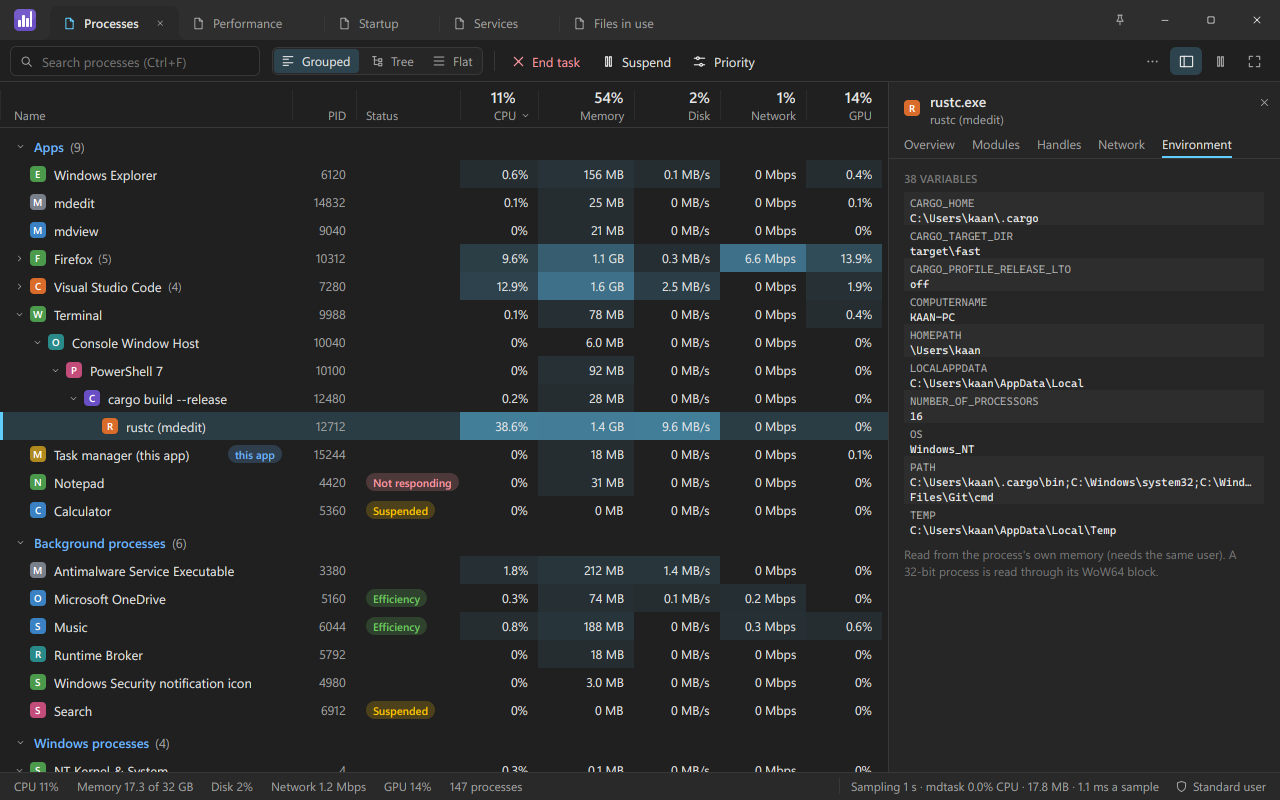 Processes × Performance Startup Services Files in use
Search processes (Ctrl+F) Grouped Tree Flat End task Suspend Priority
11% 54% 2% 1% 14%
Name PID Status CPU Memory Disk Network GPU
Apps (9)
E Windows Explorer 6120 0.6% 156 MB 0.1 MB/s 0 Mbps 0.4%
M mdedit 14832 0.1% 25 MB 0 MB/s 0 Mbps 0.1%
M mdview 9040 0% 21 MB 0 MB/s 0 Mbps 0%
F Firefox (5) 10312 9.6% 1.1 GB 0.3 MB/s 6.6 Mbps 13.9%
C Visual Studio Code (4) 7280 12.9% 1.6 GB 2.5 MB/s 0 Mbps 1.9%
W Terminal 9988 0.1% 78 MB 0 MB/s 0 Mbps 0.4%
O Console Window Host 10040 0% 6.0 MB 0 MB/s 0 Mbps 0%
P PowerShell 7 10100 0% 92 MB 0 MB/s 0 Mbps 0%
C cargo build --release 12480 0.2% 28 MB 0 MB/s 0 Mbps 0%
R rustc (mdedit) 12712 38.6% 1.4 GB 9.6 MB/s 0 Mbps 0%
M Task manager (this app) this app 15244 0% 18 MB 0 MB/s 0 Mbps 0.1%
N Notepad 4420 Not responding 0% 31 MB 0 MB/s 0 Mbps 0%
C Calculator 5360 Suspended 0% 0 MB 0 MB/s 0 Mbps 0%
Background processes (6)
M Antimalware Service Executable 3380 1.8% 212 MB 1.4 MB/s 0 Mbps 0%
O Microsoft OneDrive 5160 Efficiency 0.3% 74 MB 0.1 MB/s 0.2 Mbps 0%
S Music 6044 Efficiency 0.8% 188 MB 0 MB/s 0.3 Mbps 0.6%
R Runtime Broker 5792 0% 18 MB 0 MB/s 0 Mbps 0%
S Windows Security notification icon 4980 0% 3.0 MB 0 MB/s 0 Mbps 0%
S Search 6912 Suspended 0% 0 MB 0 MB/s 0 Mbps 0%
Windows processes (4)
S NT Kernel & System 4 0.3% 0.1 MB 0 MB/s 0 Mbps 0%
R rustc.exe
rustc (mdedit)
Overview Modules Handles Network Environment
38 VARIABLES
CARGO_HOME
C:\Users\kaan\.cargo
CARGO_TARGET_DIR
target\fast
CARGO_PROFILE_RELEASE_LTO
off
COMPUTERNAME
KAAN-PC
HOMEPATH
\Users\kaan
LOCALAPPDATA
C:\Users\kaan\AppData\Local
NUMBER_OF_PROCESSORS
16
OS
Windows_NT
PATH
C:\Users\kaan\.cargo\bin;C:\Windows\system32;C:\Wind…
Files\Git\cmd
TEMP
C:\Users\kaan\AppData\Local\Temp
Read from the process's own memory (needs the same user). A
32-bit process is read through its WoW64 block.
CPU 11% Memory 17.3 of 32 GB Disk 2% Network 1.2 Mbps GPU 14% 147 processes Sampling 1 s · mdtask 0.0% CPU · 17.8 MB · 1.1 ms a sample Standard user